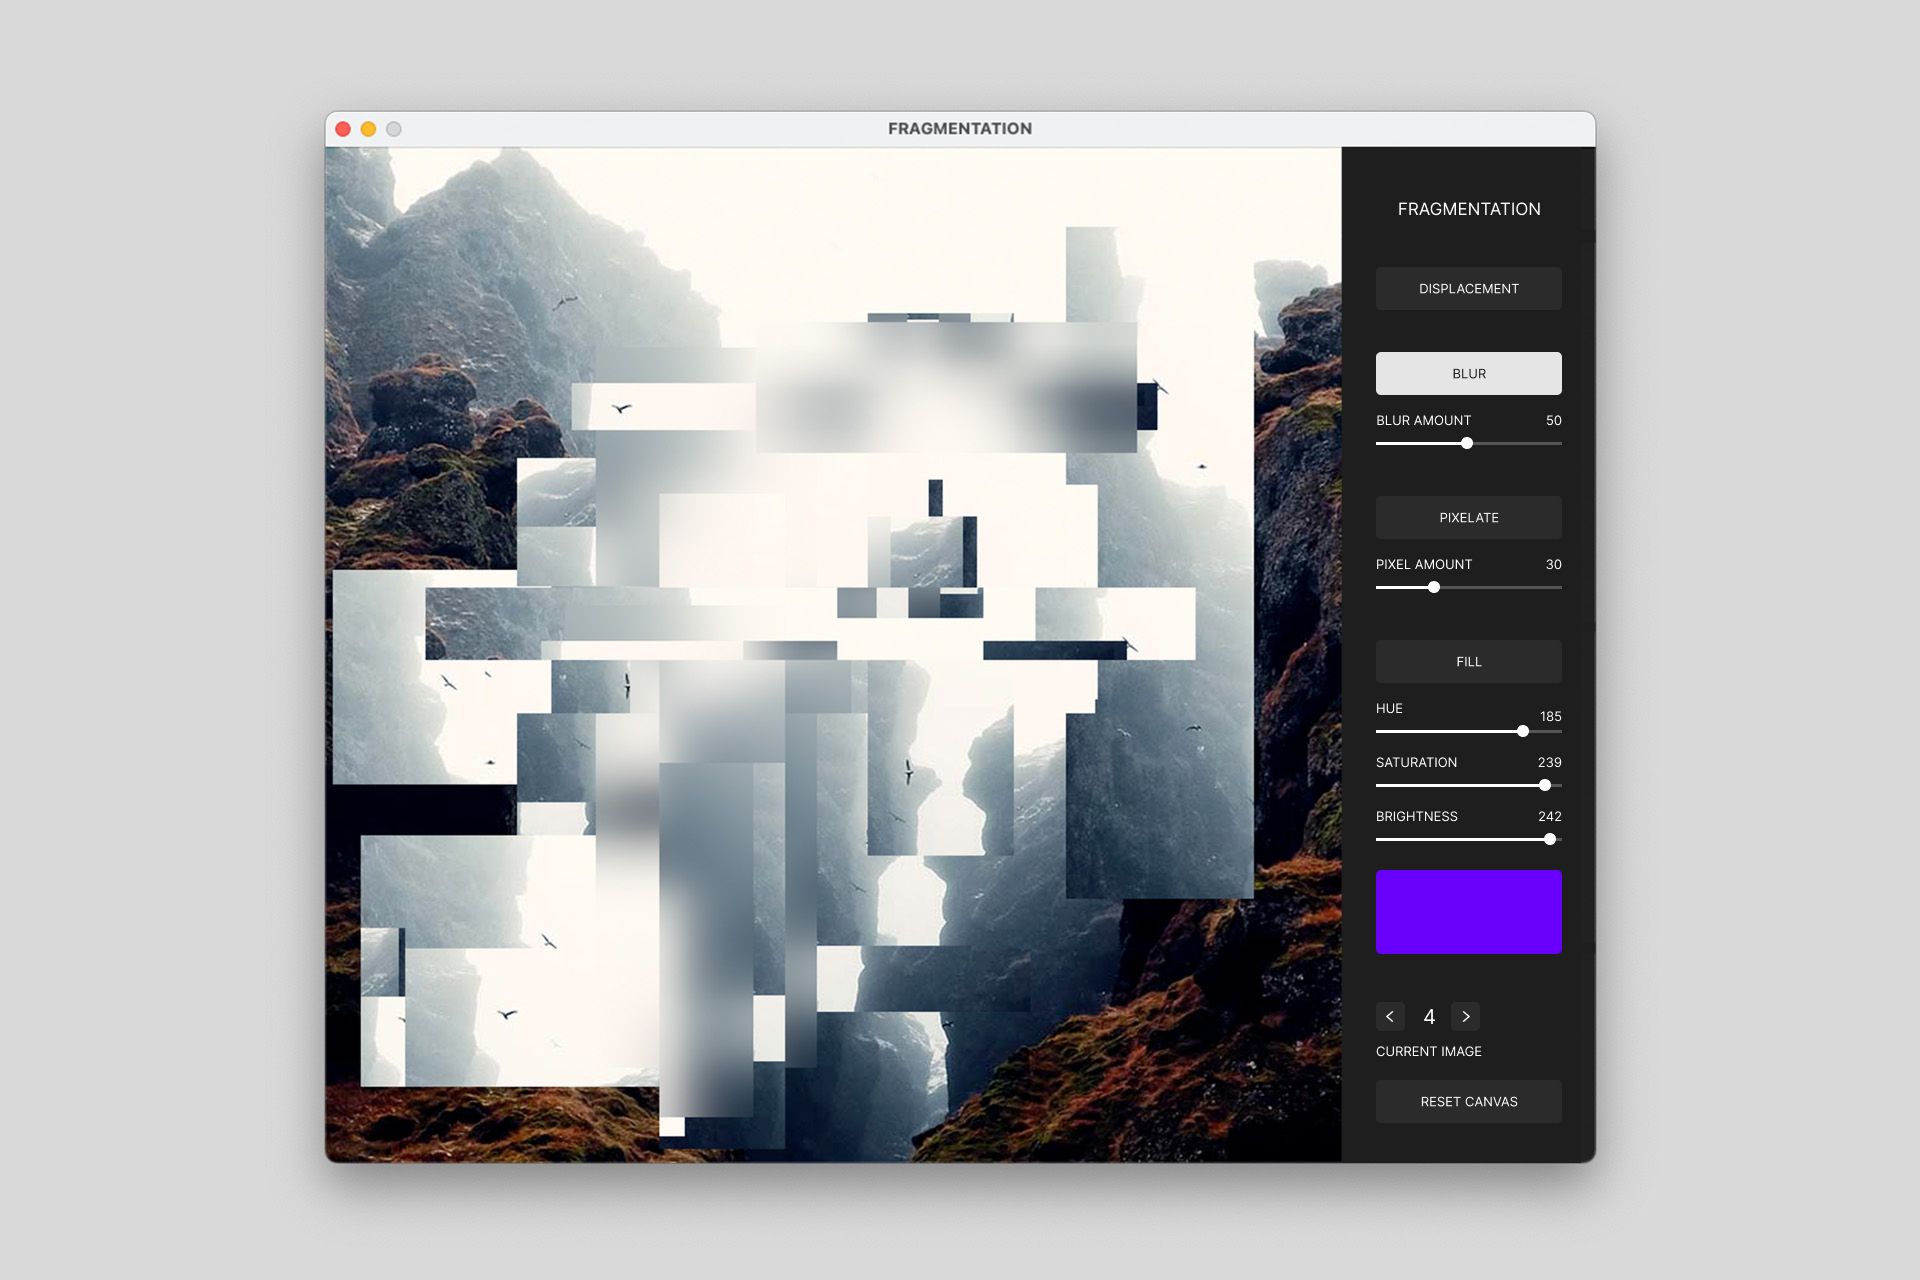 FRAGMENTATION
FRAGMENTATION
DISPLACEMENT
BLUR
BLUR AMOUNT 50
PIXELATE
PIXEL AMOUNT 30
FILL
HUE 185
SATURATION 239
BRIGHTNESS 242
< 4 >
CURRENT IMAGE
RESET CANVAS